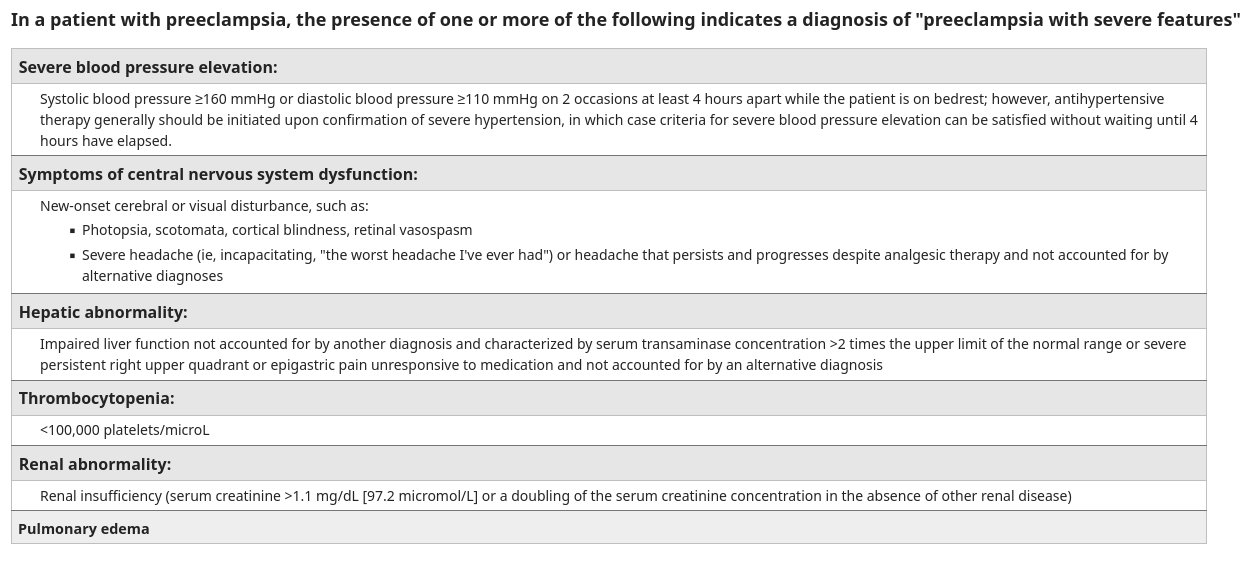 In a patient with preeclampsia, the presence of one or more of the following indicates a diagnosis of "preeclampsia with severe features"
Severe blood pressure elevation:
Systolic blood pressure ≥160 mmHg or diastolic blood pressure ≥110 mmHg on 2 occasions at least 4 hours apart while the patient is on bedrest; however, antihypertensive
therapy generally should be initiated upon confirmation of severe hypertension, in which case criteria for severe blood pressure elevation can be satisfied without waiting until 4
hours have elapsed.
Symptoms of central nervous system dysfunction:
New-onset cerebral or visual disturbance, such as:
▪ Photopsia, scotomata, cortical blindness, retinal vasospasm
▪ Severe headache (ie, incapacitating, "the worst headache I've ever had") or headache that persists and progresses despite analgesic therapy and not accounted for by
alternative diagnoses
Hepatic abnormality:
Impaired liver function not accounted for by another diagnosis and characterized by serum transaminase concentration >2 times the upper limit of the normal range or severe
persistent right upper quadrant or epigastric pain unresponsive to medication and not accounted for by an alternative diagnosis
Thrombocytopenia:
<100,000 platelets/microL
Renal abnormality:
Renal insufficiency (serum creatinine >1.1 mg/dL [97.2 micromol/L] or a doubling of the serum creatinine concentration in the absence of other renal disease)
Pulmonary edema